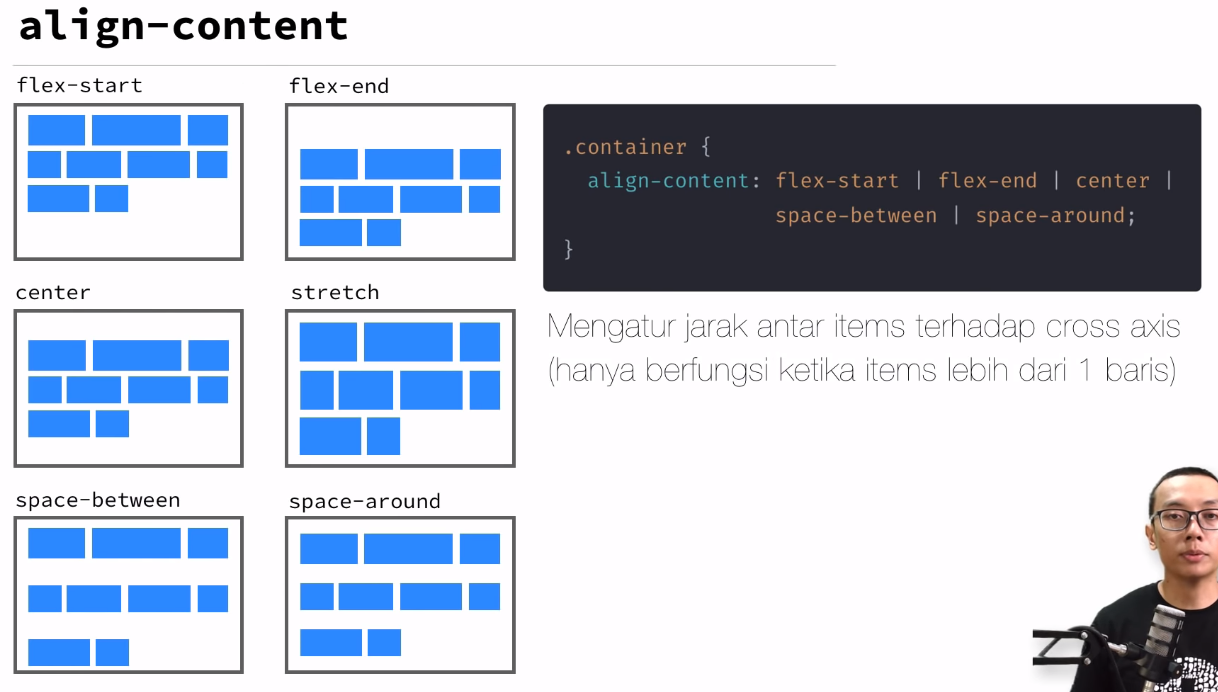 align-content
flex-start
flex-end
.container {
align-content: flex-start | flex-end | center |
space-between | space-around;
}
center
stretch
Mengatur jarak antar items terhadap cross axis
(hanya berfungsi ketika items lebih dari 1 baris)
space-between
space-around